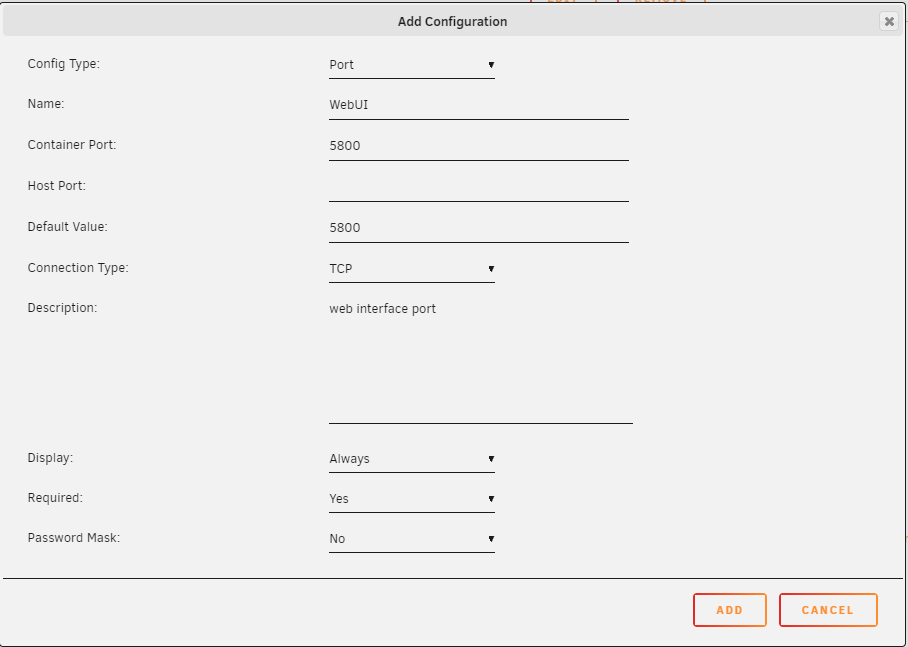 Add Configuration
Config Type: Port
Name: WebUI
Container Port: 5800
Host Port:
Default Value: 5800
Connection Type: TCP
Description: web interface port
Display: Always
Required: Yes
Password Mask: No
ADD CANCEL